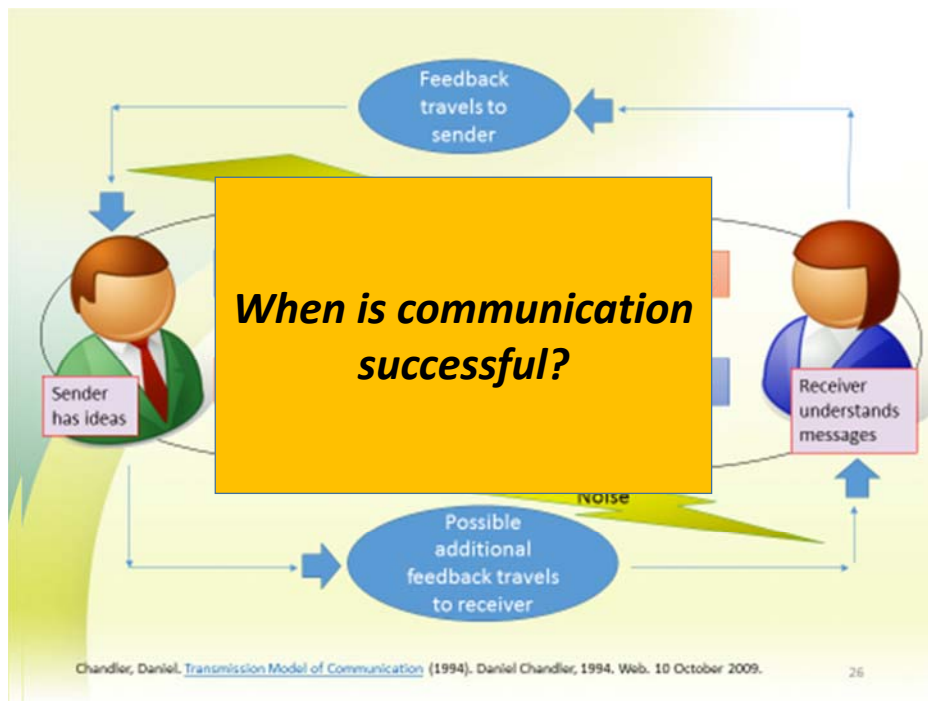 Feedback
travels to
sender
When is communication
successful?
Sender
has ideas
Receiver
understands
messages
Noise
Possible
additional
feedback travels
to receiver
Chandler, Daniel. Transmission Model of Communication (1994). Daniel Chandler, 1994. Web. 10 October 2009.
26